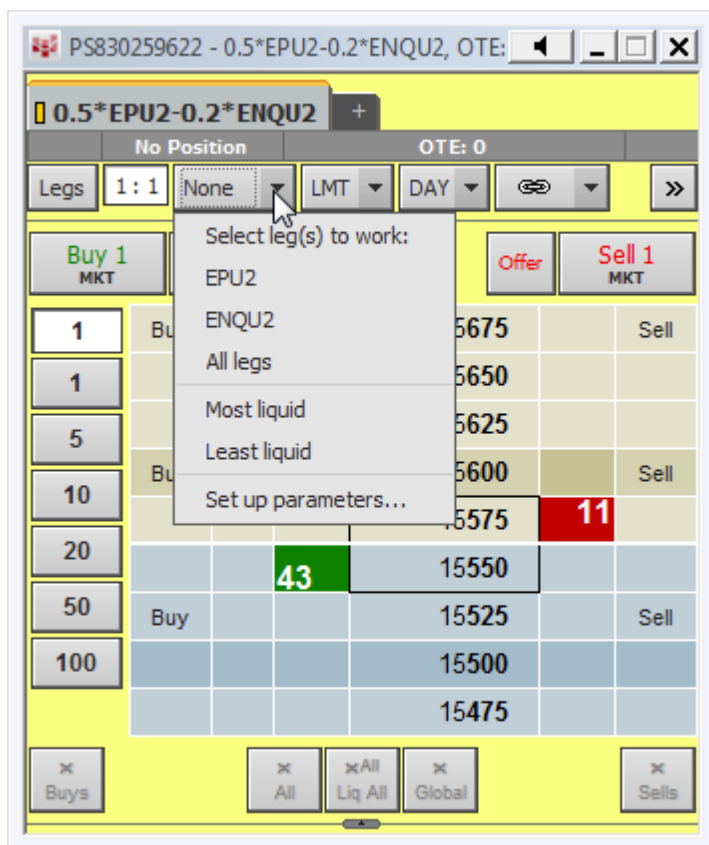 PS830259622 - 0.5*EPU2-0.2*ENQU2, OTE:
0.5*EPU2-0.2*ENQU2 +
No Position OTE: 0
Legs 1 : 1 None LMT DAY »
Select leg(s) to work:
EPU2
ENQU2
All legs
Most liquid
Least liquid
Set up parameters...
Buy 1
MKT
Offer
Sell 1
MKT
1 5675 Sell
1 5650
5 5625
5600 Sell
10 15575 11
20 43 15550
50 Buy 15525 Sell
100 15500
15475
Buys
All
All
Liq All
Global
Sells